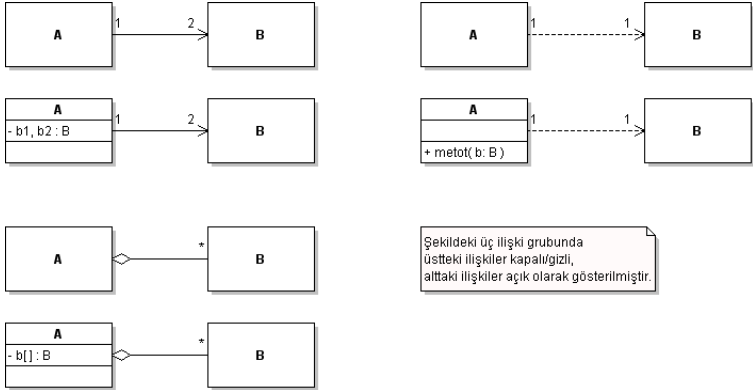 A 1 2 B
A 1 1 B
A
- b1, b2 : B
1 2 B
A
+ metot( b: B )
1 1 B
A * B
A
- b[ ] : B
* B
Şekildeki üç ilişki grubunda
üstteki ilişkiler kapalı/gizli,
alttaki ilişkiler açık olarak gösterilmiştir.